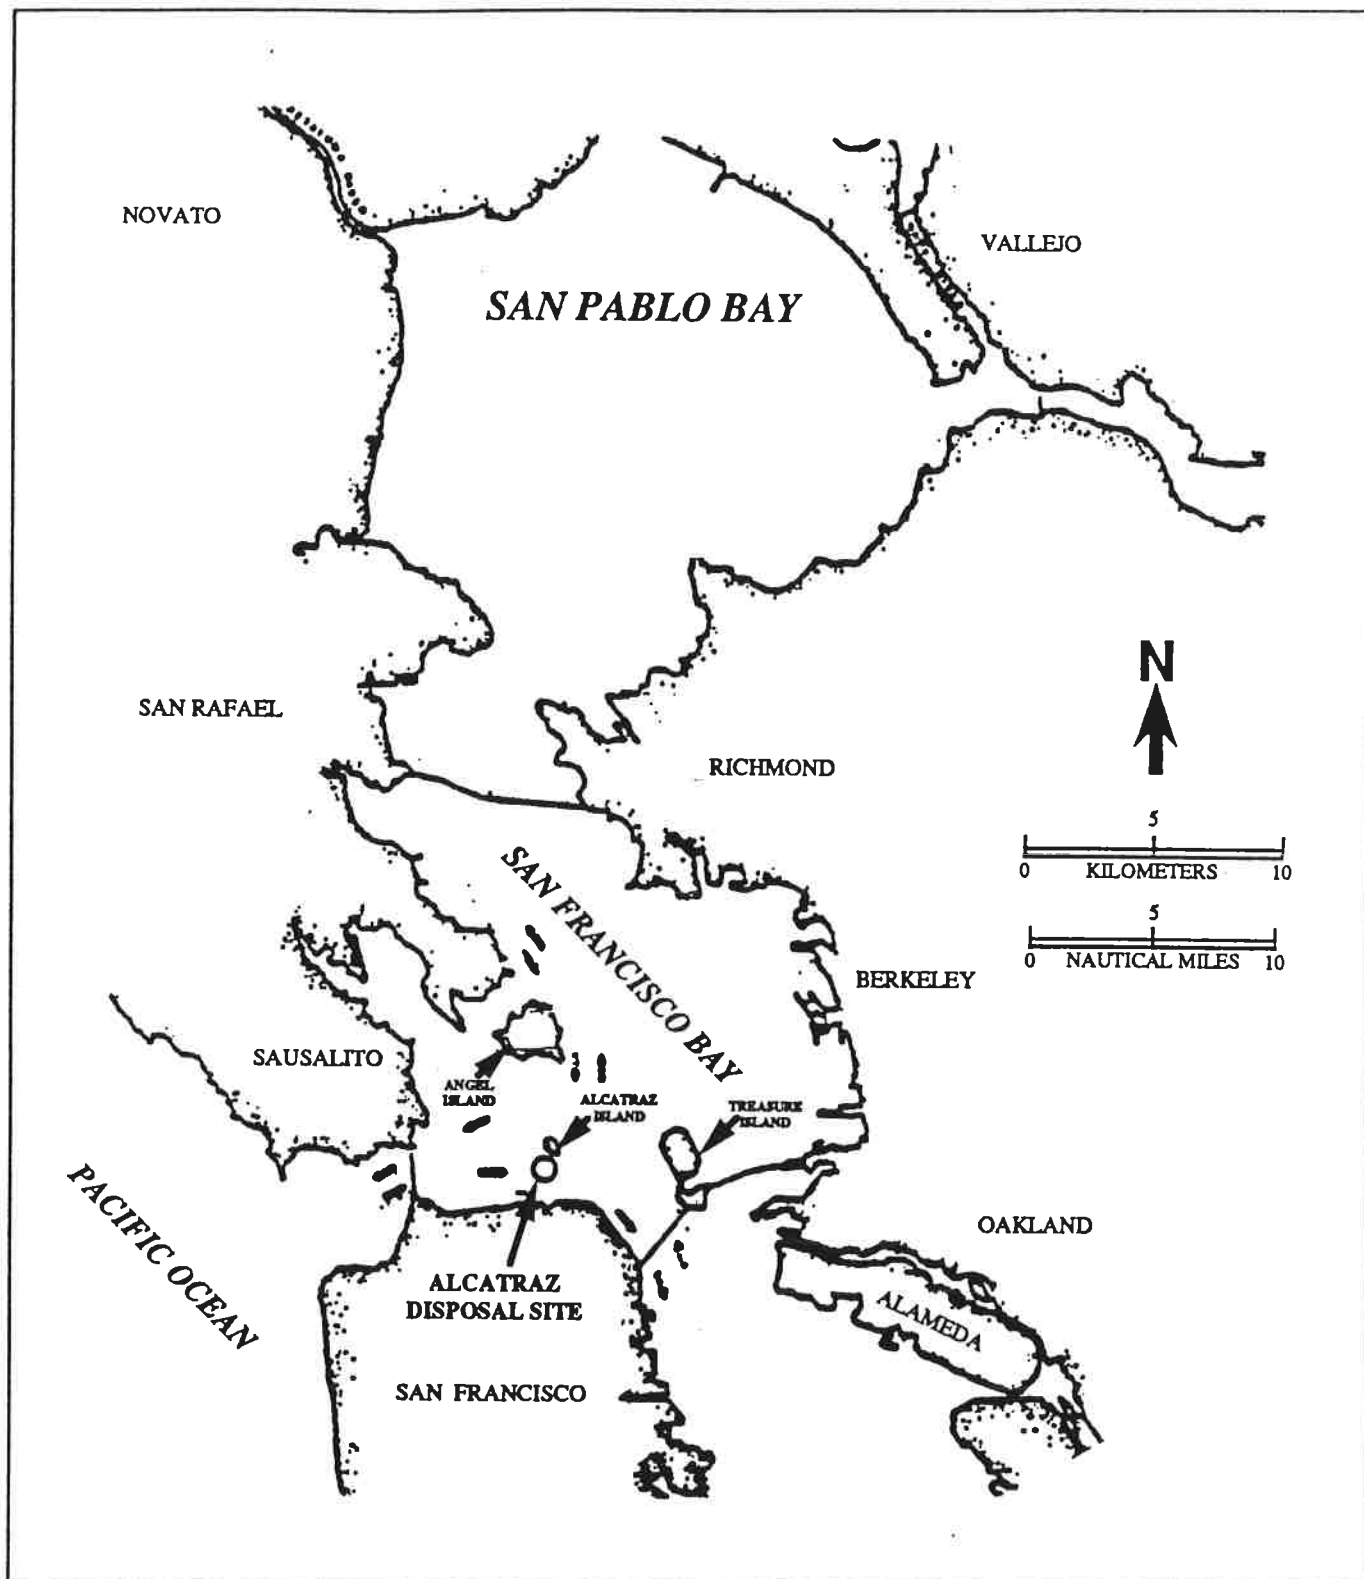 NOVATO
VALLEJO
SAN PABLO BAY
N
SAN RAFAEL
RICHMOND
5
0 KILOMETERS 10
5
0 NAUTICAL MILES 10
SAN FRANCISCO BAY
BERKELEY
SAUSALITO
ANGEL
ISLAND
ALCATRAZ
ISLAND
TREASURE
ISLAND
PACIFIC OCEAN
OAKLAND
ALCATRAZ
DISPOSAL SITE
ALAMEDA
SAN FRANCISCO